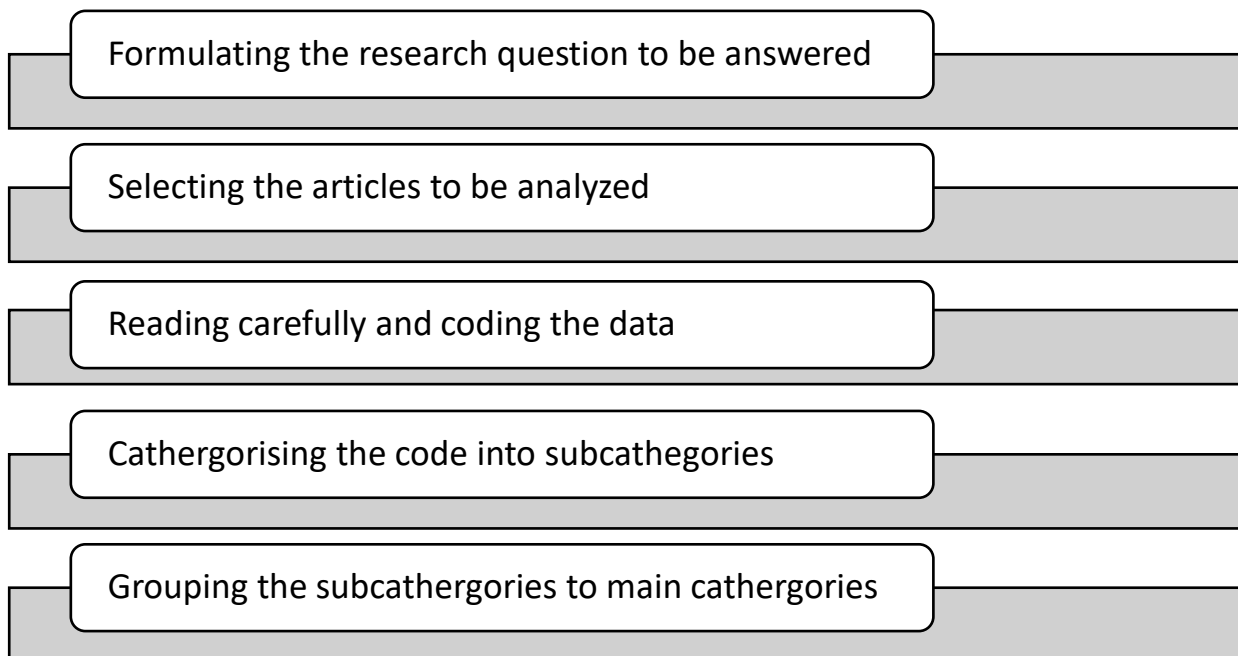 Formulating the research question to be answered
Selecting the articles to be analyzed
Reading carefully and coding the data
Cathergorising the code into subcathegories
Grouping the subcathergories to main cathergories